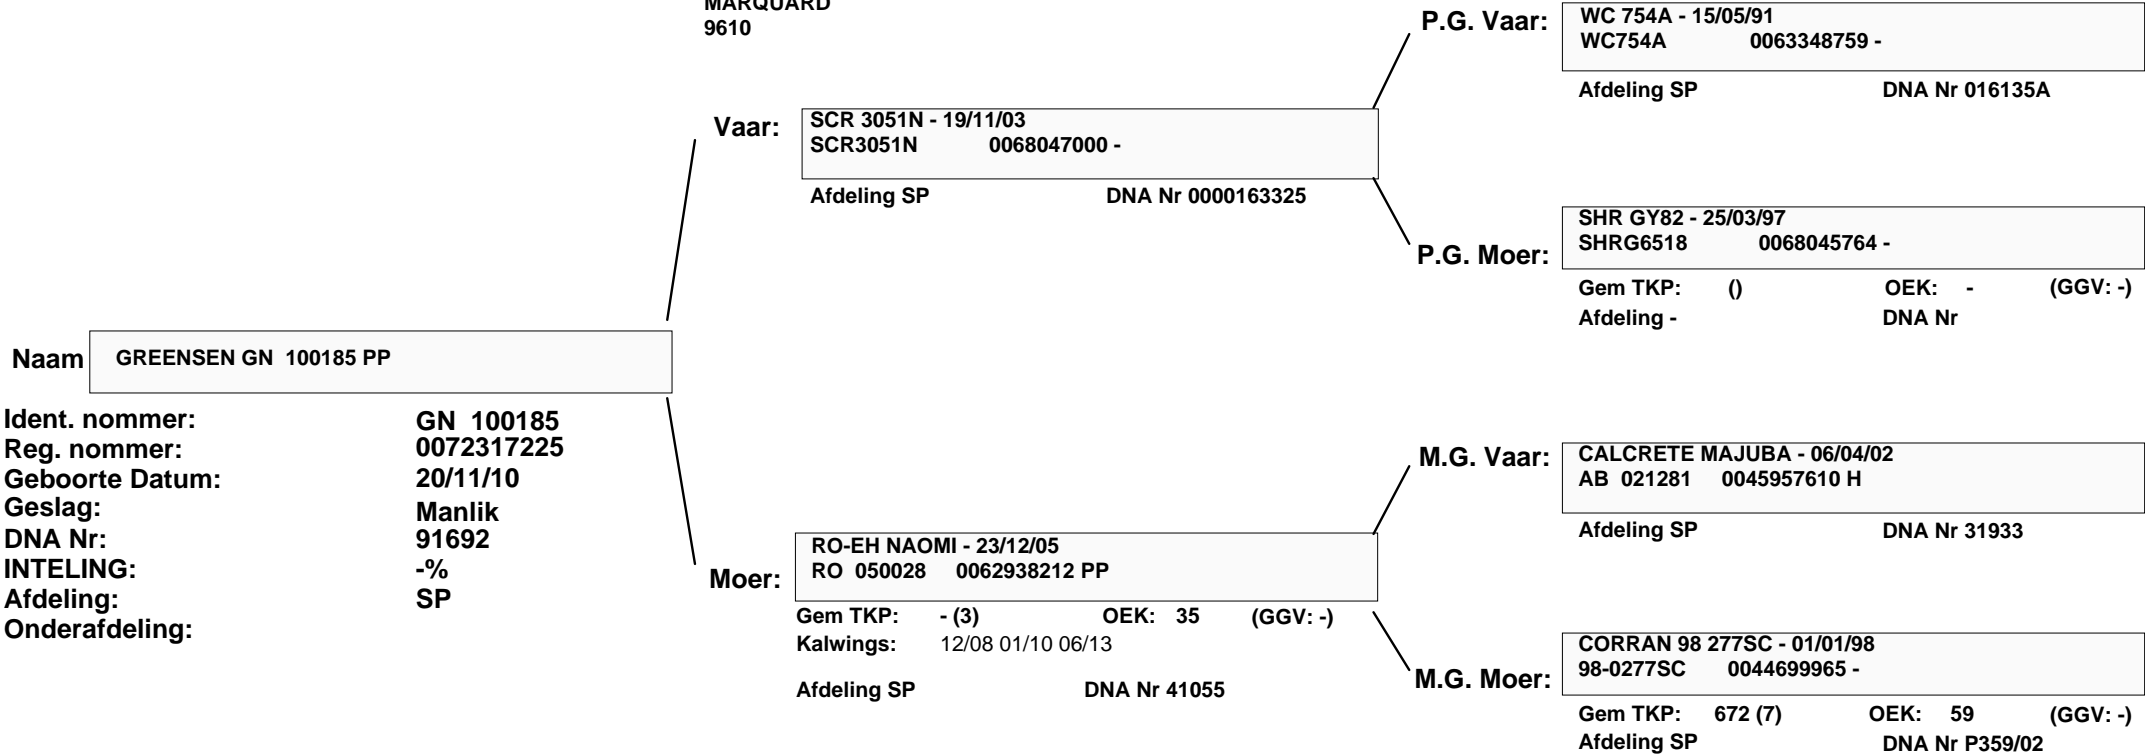 MARQUARD
9610
P.G. Vaar:
WC 754A - 15/05/91
WC754A 0063348759 -
Afdeling SP DNA Nr 016135A
Vaar:
SCR 3051N - 19/11/03
SCR3051N 0068047000 -
Afdeling SP DNA Nr 0000163325
P.G. Moer:
SHR GY82 - 25/03/97
SHRG6518 0068045764 -
Gem TKP: () OEK: - (GGV: -)
Afdeling - DNA Nr
Naam GREENSEN GN 100185 PP
Ident. nommer: GN 100185
Reg. nommer: 0072317225
Geboorte Datum: 20/11/10
Geslag: Manlik
DNA Nr: 91692
INTELING: -%
Afdeling: SP
Onderafdeling:
M.G. Vaar:
CALCRETE MAJUBA - 06/04/02
AB 021281 0045957610 H
Afdeling SP DNA Nr 31933
Moer:
RO-EH NAOMI - 23/12/05
RO 050028 0062938212 PP
Gem TKP: - (3) OEK: 35 (GGV: -)
Kalwings: 12/08 01/10 06/13
Afdeling SP DNA Nr 41055
M.G. Moer:
CORRAN 98 277SC - 01/01/98
98-0277SC 0044699965 -
Gem TKP: 672 (7) OEK: 59 (GGV: -)
Afdeling SP DNA Nr P359/02